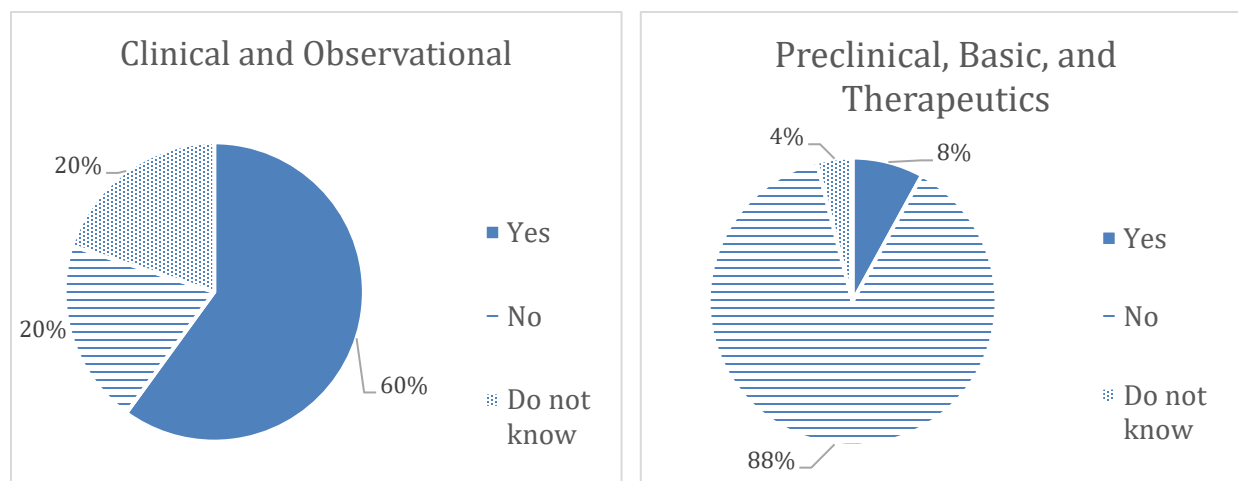 Clinical and Observational
20%
20%
60%
Yes
No
Do not
know
Preclinical, Basic, and
Therapeutics
4%
8%
88%
Yes
No
Do not
know